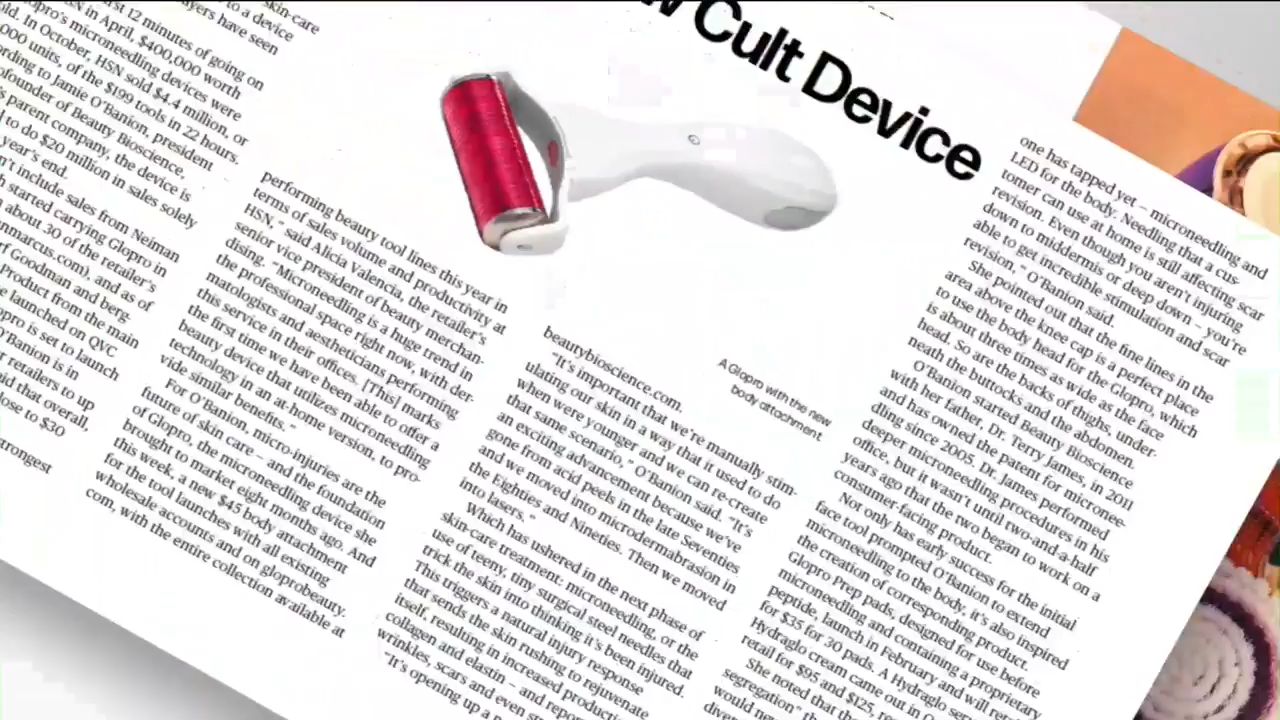 Cult Device
skin-care
to a device
ayers have seen
rst 12 minutes of going on
in April, $400,000 worth
lopro's microneedling devices were
old. In October, HSN sold $4.4 million, or
000 units, of the $199 tools in 22 hours,
ording to Jamie O'Banion, president
ofounder of Beauty Bioscience,
's parent company, the device is
to do $20 million in sales solely
year's end.
n't include sales from Neiman
started carrying Glopro in
about 30 of the retailer's
nmarcus.com), and as of
f Goodman and berg
Product from the main
e launched on QVC
opro is set to launch
O'Banion is in
retailers to up
id that overall,
lose to $30
trongest
performing beauty tool lines this year in
terms of sales volume and productivity at
HSN," said Alicia Valencia, the retailer's
senior vice president of beauty merchan-
dising. "Microneedling is a huge trend in
the professional space right now, with der-
matologists and aestheticians performing
this service in their offices. [This] marks
the first time we have been able to offer a
beauty device that utilizes microneedling
technology in an at-home version, to pro-
vide similar benefits."
For O'Banion, micro-injuries are the
future of skin care – and the foundation
of Glopro, the microneedling device she
brought to market eight months ago. And
this week, a new $45 body attachment
for the tool launches with all existing
wholesale accounts and on gloprobeauty.
com, with the entire collection available at
beautybioscience.com.
"It's important that we're manually stim-
ulating our skin in a way that it used to do
when were younger and we can re-create
that same scenario," O'Banion said. "It's
an exciting advancement because we've
gone from acid peels in the late Seventies
and we moved into microdermabrasion in
the Eighties and Nineties. Then we moved
into lasers."
Which has ushered in the next phase of
skin-care treatment: microneedling, or the
use of teeny, tiny surgical steel needles that
trick the skin into thinking it's been injured.
This triggers a natural injury response
that sends the skin rushing to rejuvenate
itself, resulting in increased production
collagen and elastin – and repor
wrinkles, scars and even s
"It's opening up a
A Glopro with the new
body attachment.
one has tapped yet – microneedling and
LED for the body. Needling that a cus-
tomer can use at home is still affecting scar
revision. Even though you aren't injuring
down to middermis or deep down – you're
able to get incredible stimulation and scar
revision," O'Banion said.
She pointed out that the fine lines in the
area above the knee cap is a perfect place
to use the body head for the Glopro, which
is about three times as wide as the face
head. So are the backs of thighs, under-
neath the buttocks and the abdomen.
O'Banion started Beauty Bioscience
with her father, Dr. Terry James, in 2011
and has owned the patent for micronee-
dling since 2005. Dr. James performed
deeper microneedling procedures in his
office, but it wasn't until two-and-a-half
years ago that the two began to work on a
consumer-facing product.
Not only has early success for the initial
face tool prompted O'Banion to extend
microneedling to the body, it's also inspired
the creation of corresponding product.
Glopro Prep pads, designed for use before
microneedling and containing a proprietary
peptide, launch in February and will retail
for $35 for 30 pads. A Hydraglo serum
Hydraglo cream came out in O
retail for $95 and $125, re
She noted that the
segregation" th
would ne
diver